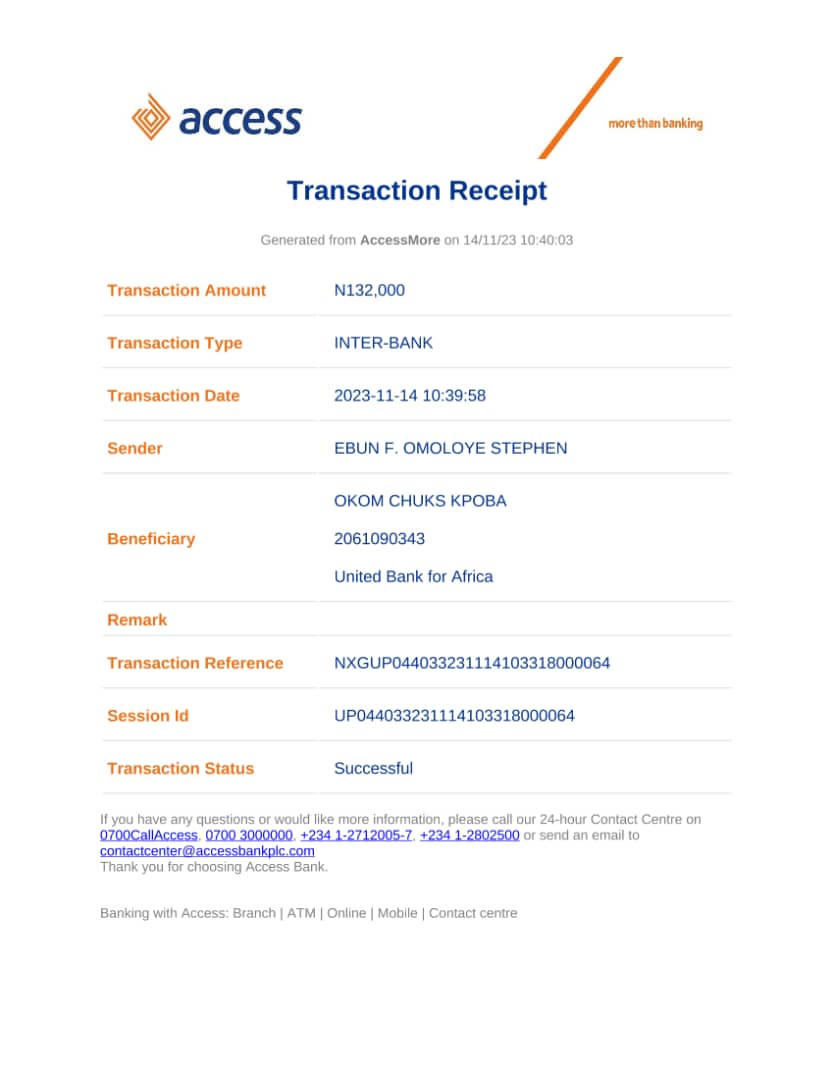 access
more than banking
Transaction Receipt
Generated from AccessMore on 14/11/23 10:40:03
Transaction Amount N132,000
Transaction Type INTER-BANK
Transaction Date 2023-11-14 10:39:58
Sender EBUN F. OMOLOYE STEPHEN
OKOM CHUKS KPOBA
Beneficiary 2061090343
United Bank for Africa
Remark
Transaction Reference NXGUP044033231114103318000064
Session Id UP044033231114103318000064
Transaction Status Successful
If you have any questions or would like more information, please call our 24-hour Contact Centre on
0700CallAccess, 0700 3000000, +234 1-2712005-7, +234 1-2802500 or send an email to
contactcenter@accessbankplc.com
Thank you for choosing Access Bank.
Banking with Access: Branch | ATM | Online | Mobile | Contact centre